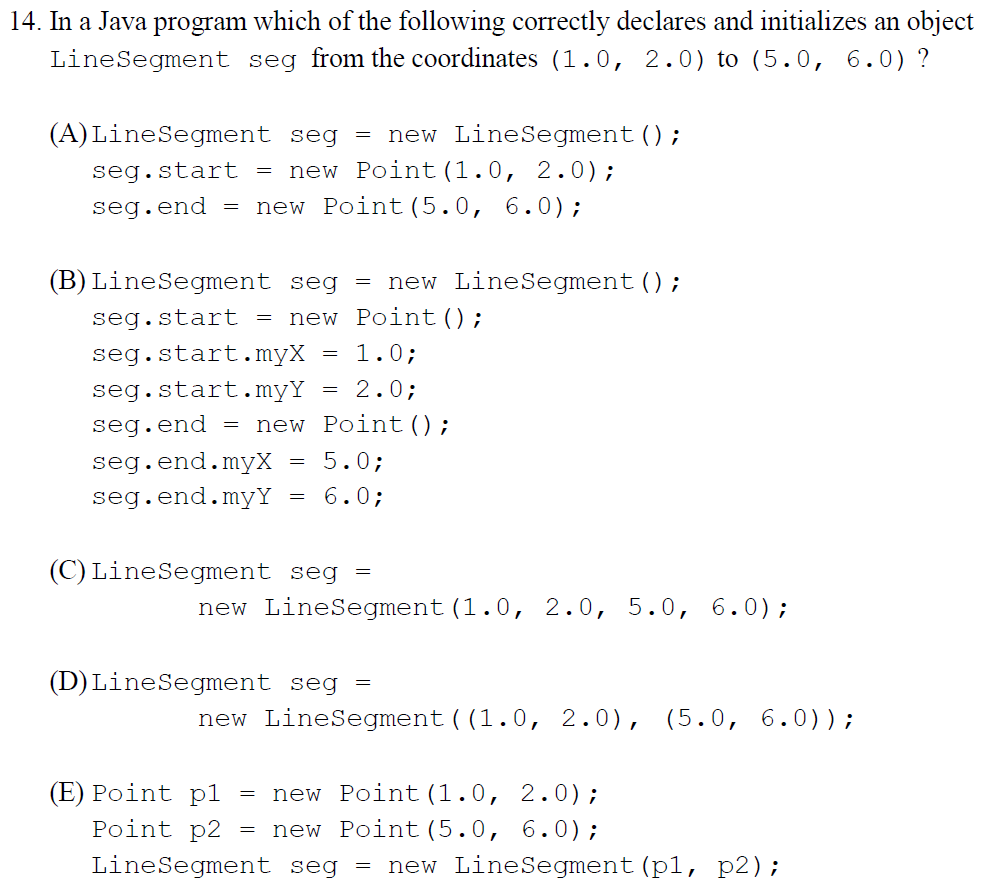 14. In a Java program which of the following correctly declares and initializes an object
LineSegment seg from the coordinates (1.0, 2.0) to (5.0, 6.0) ?
(A) LineSegment seg = new LineSegment();
seg.start = new Point(1.0, 2.0);
seg.end = new Point(5.0, 6.0);
(B) LineSegment seg = new LineSegment();
seg.start = new Point();
seg.start.myX = 1.0;
seg.start.myY = 2.0;
seg.end = new Point();
seg.end.myX = 5.0;
seg.end.myY = 6.0;
(C) LineSegment seg =
new LineSegment(1.0, 2.0, 5.0, 6.0);
(D) LineSegment seg =
new LineSegment((1.0, 2.0), (5.0, 6.0));
(E) Point p1 = new Point(1.0, 2.0);
Point p2 = new Point(5.0, 6.0);
LineSegment seg = new LineSegment(p1, p2);